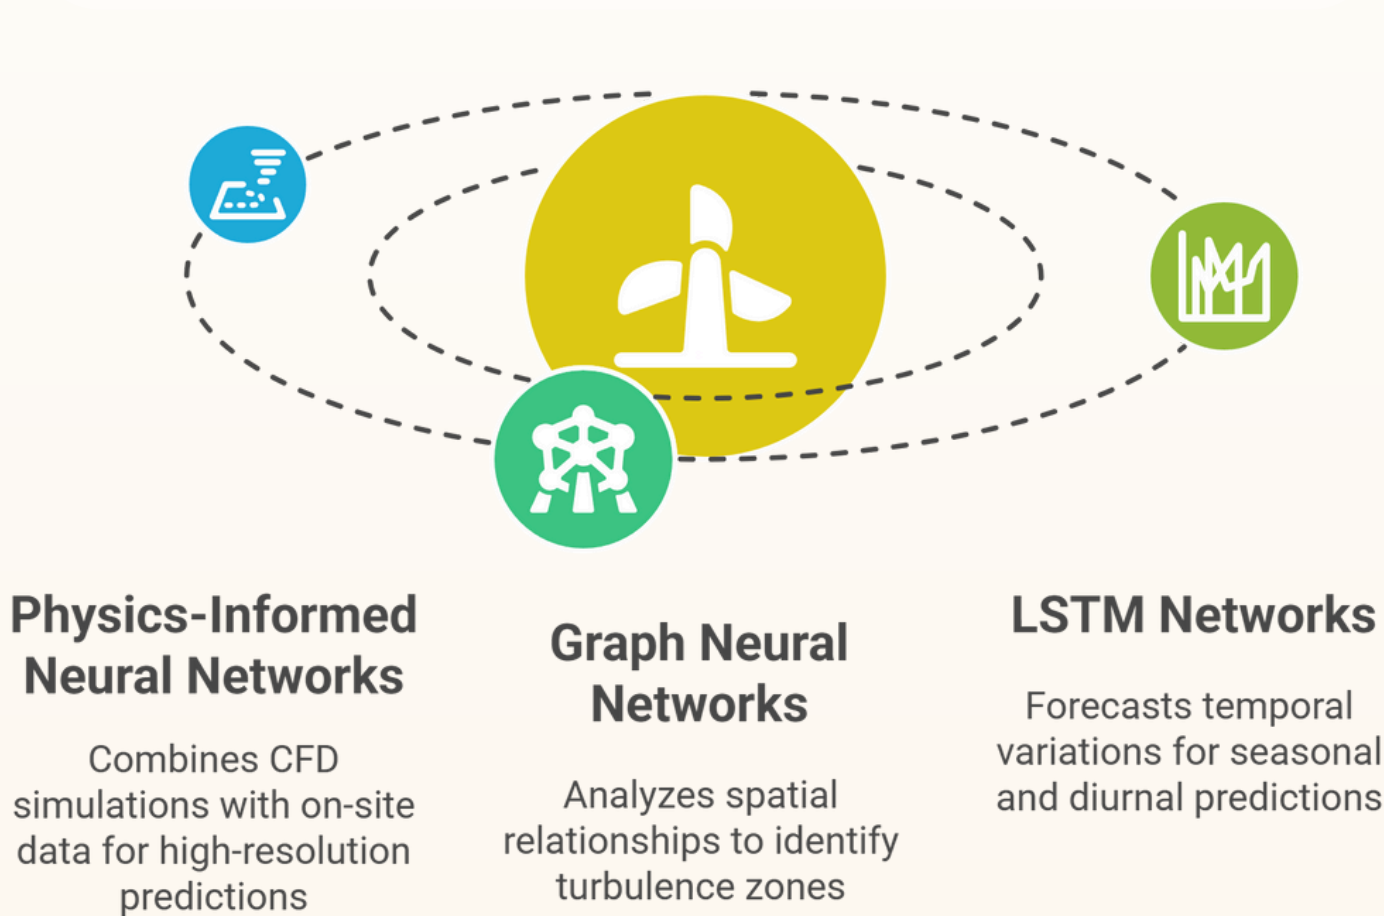 Physics-Informed
Neural Networks
Combines CFD
simulations with on-site
data for high-resolution
predictions
Graph Neural
Networks
Analyzes spatial
relationships to identify
turbulence zones
LSTM Networks
Forecasts temporal
variations for seasonal
and diurnal predictions